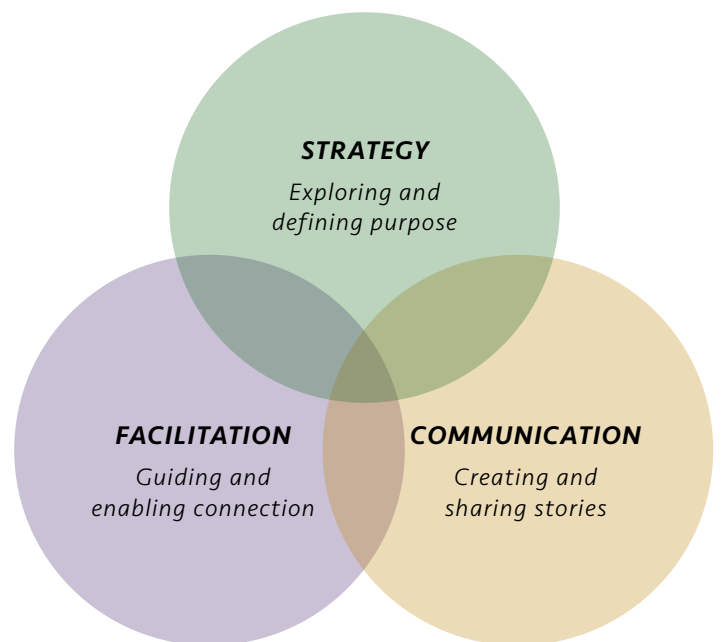 STRATEGY
Exploring and
defining purpose
FACILITATION
Guiding and
enabling connection
COMMUNICATION
Creating and
sharing stories